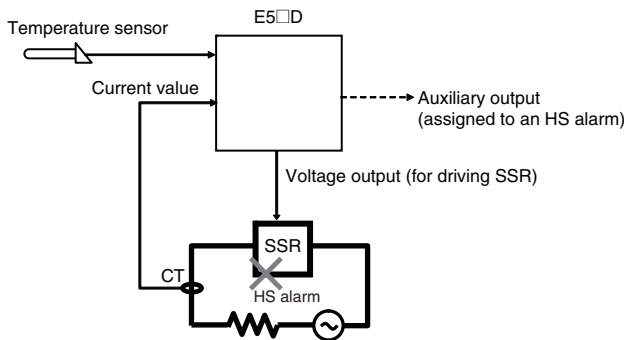 E5□D
Temperature sensor
Current value
Auxiliary output
(assigned to an HS alarm)
Voltage output (for driving SSR)
SSR
CT
HS alarm